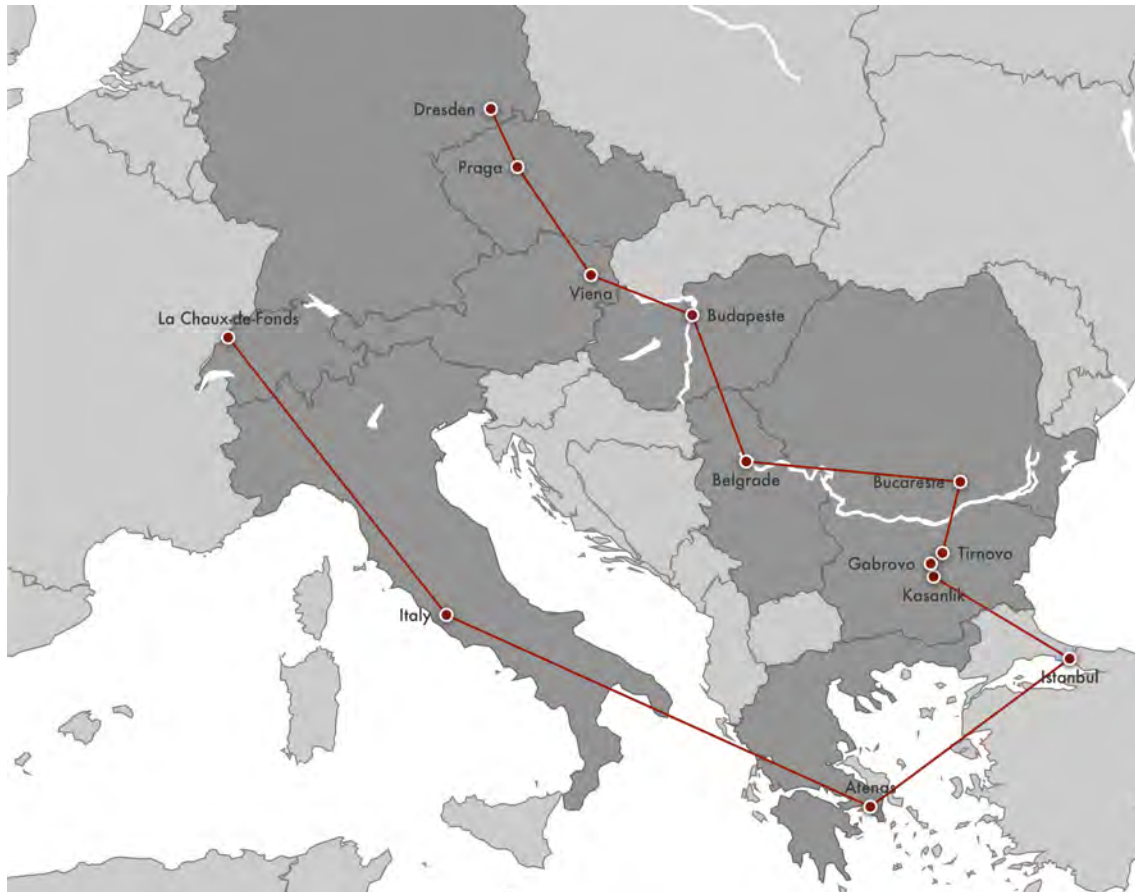 Dresden
Praga
Viena
Budapeste
La Chaux-de-Fonds
Belgrade
Bucareste
Tirnovo
Gabrovo
Kasanlik
Italy
Istanbul
Atenas